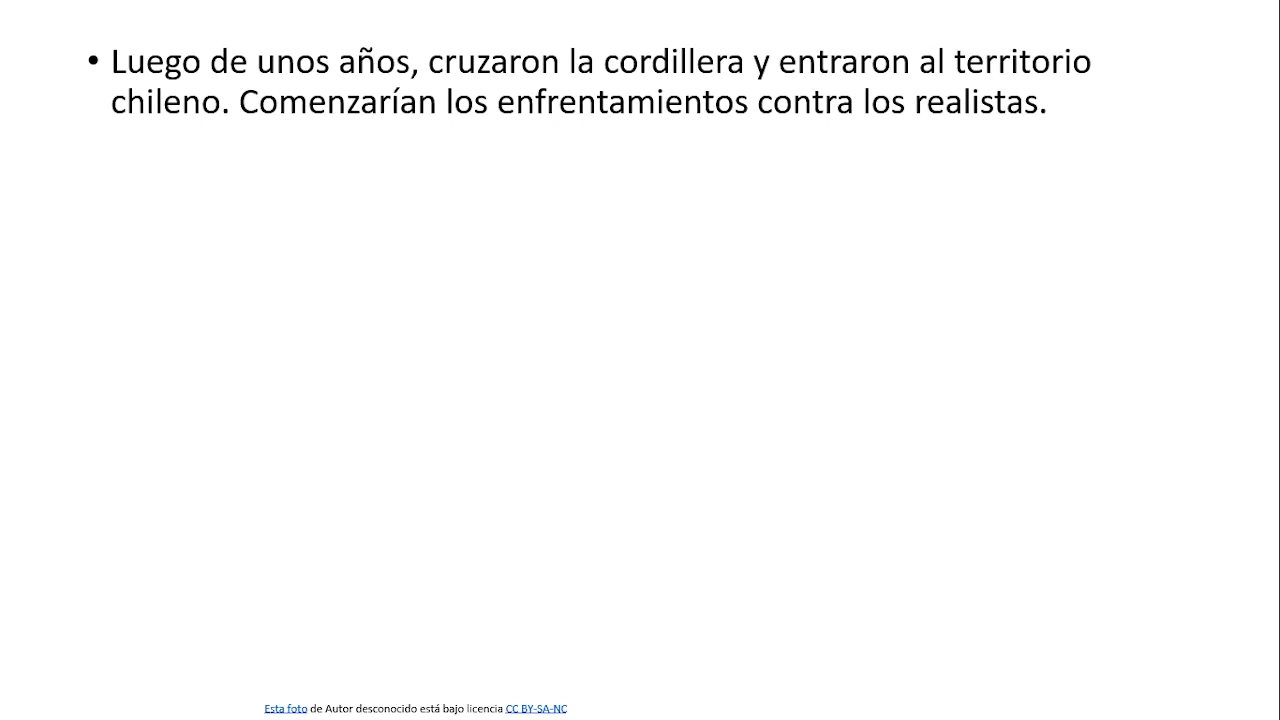 • Luego de unos años, cruzaron la cordillera y entraron al territorio
chileno. Comenzarían los enfrentamientos contra los realistas.
Esta foto de Autor desconocido está bajo licencia CC BY-SA-NC